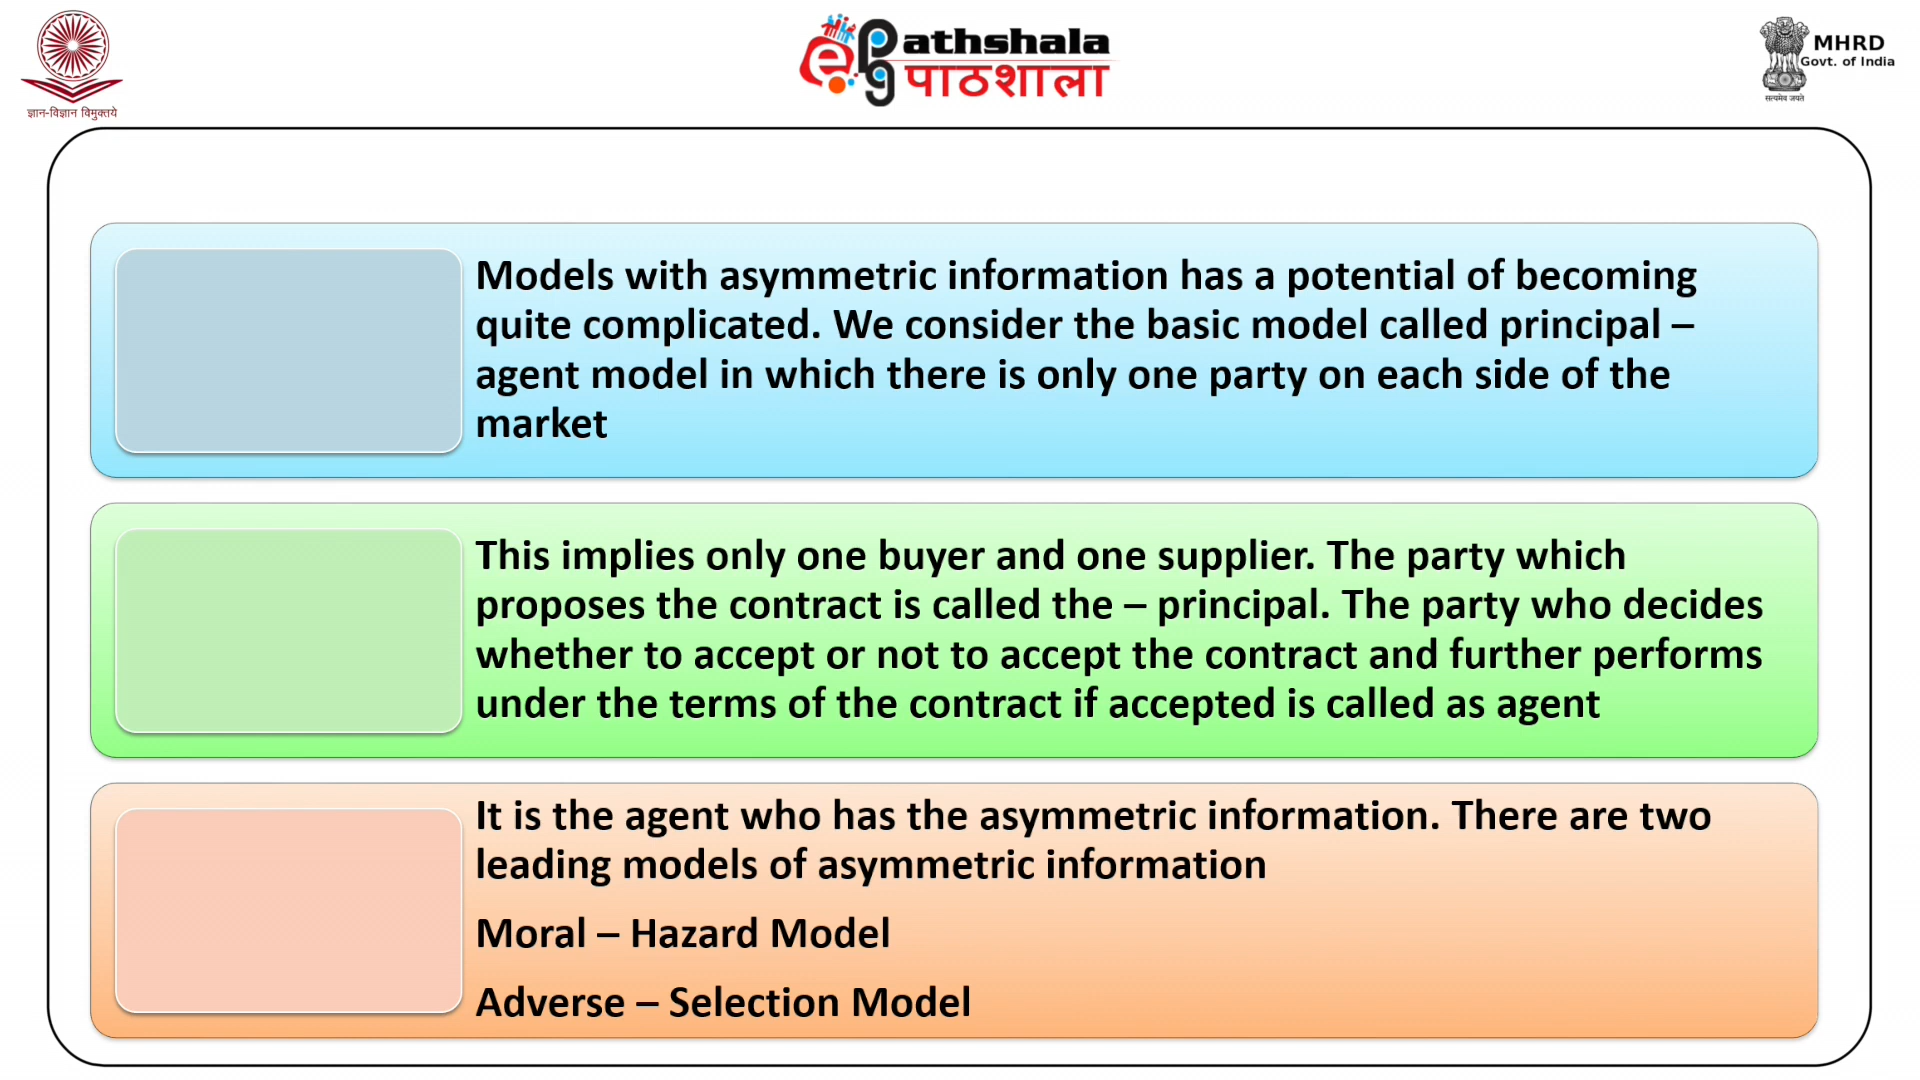 ज्ञान-विज्ञान विमुक्तये
e pg athshala
पाठशाला
MHRD
Govt. of India
सत्यमेव जयते
Models with asymmetric information has a potential of becoming
quite complicated. We consider the basic model called principal –
agent model in which there is only one party on each side of the
market
This implies only one buyer and one supplier. The party which
proposes the contract is called the – principal. The party who decides
whether to accept or not to accept the contract and further performs
under the terms of the contract if accepted is called as agent
It is the agent who has the asymmetric information. There are two
leading models of asymmetric information
Moral – Hazard Model
Adverse – Selection Model